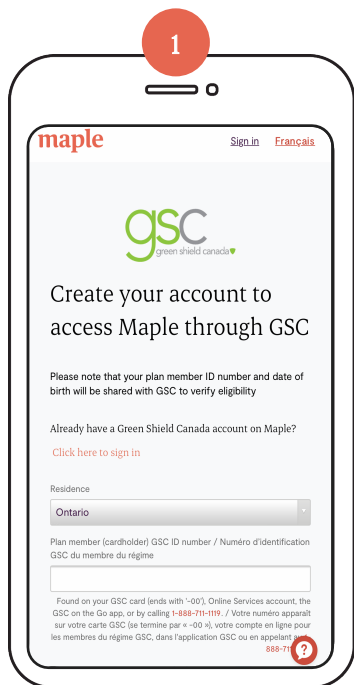 1
maple
Sign in Français
gsc
green shield canada
Create your account to
access Maple through GSC
Please note that your plan member ID number and date of
birth will be shared with GSC to verify eligibility
Already have a Green Shield Canada account on Maple?
Click here to sign in
Residence
Ontario
Plan member (cardholder) GSC ID number / Numéro d'identification
GSC du membre du régime
Found on your GSC card (ends with '-00'), Online Services account, the
GSC on the Go app, or by calling 1-888-711-1119. / Votre numéro apparaît
sur votre carte GSC (se termine par « -00 »), votre compte en ligne pour
les membres du régime GSC, dans l'application GSC ou en appelant
888-711
?